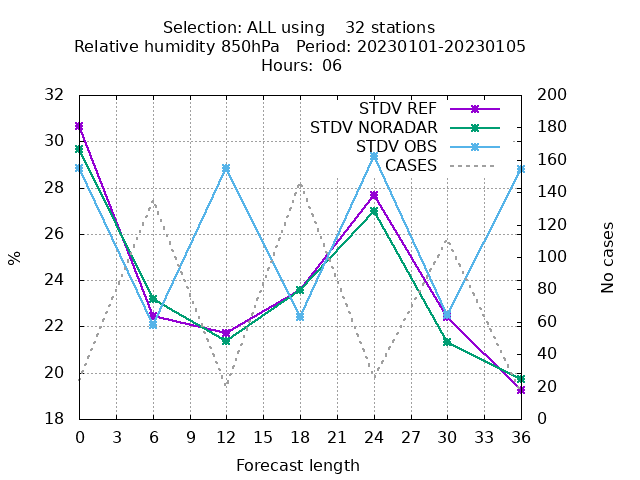 Selection: ALL using    32 stations
Relative humidity 850hPa   Period: 20230101-20230105
Hours: 06
STDV REF
STDV NORADAR
STDV OBS
CASES
32
30
28
26
24
22
20
18
200
180
160
140
120
100
80
60
40
20
0
%
No cases
0 3 6 9 12 15 18 21 24 27 30 33 36
Forecast length